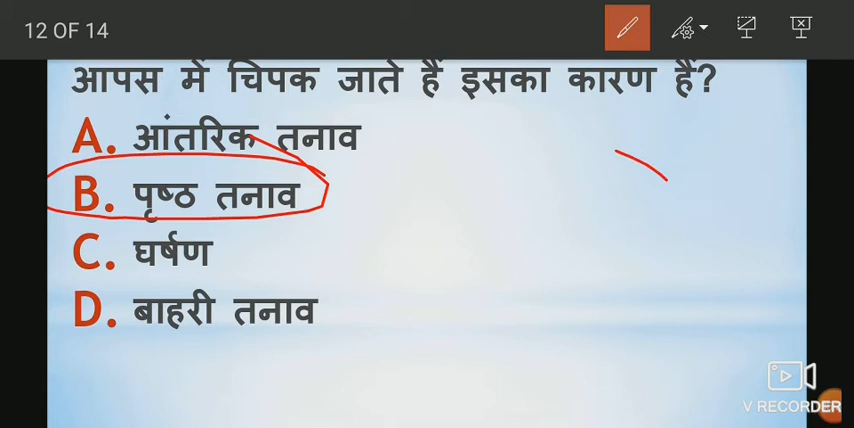 12 OF 14
आपस में चिपक जाते हैं इसका कारण हैं?
A. आंतरिक तनाव
B. पृष्ठ तनाव
C. घर्षण
D. बाहरी तनाव
V RECORDER